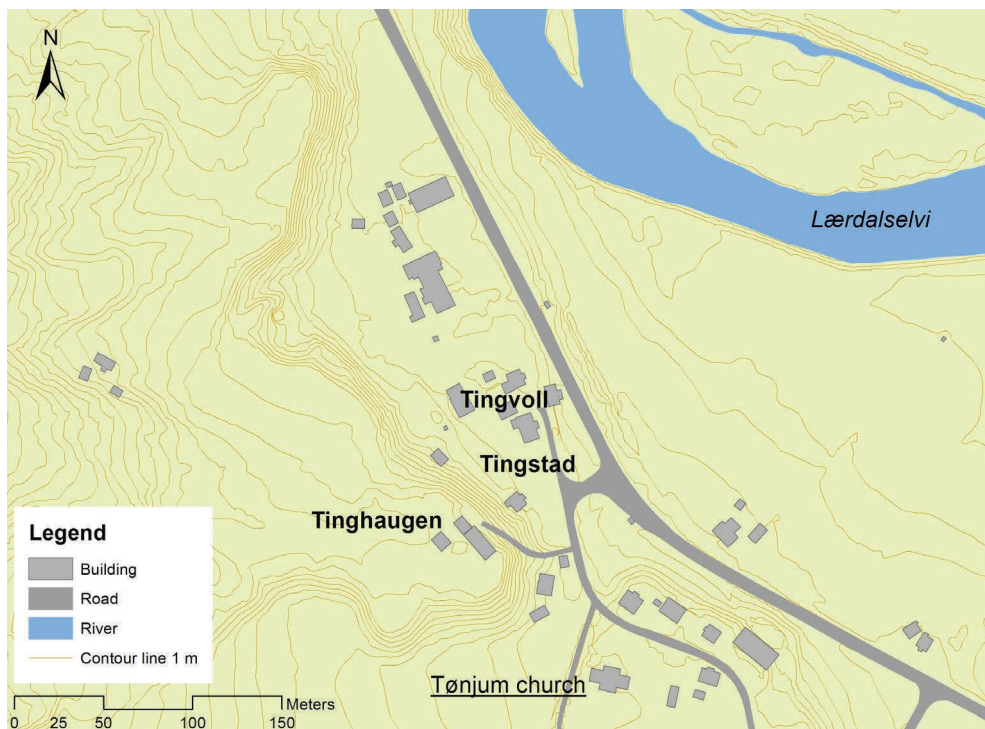 N
Lærdalselvi
Tingvoll
Tingstad
Tinghaugen
Legend
Building
Road
River
Contour line 1 m
Tønjum church
Meters
0 25 50 100 150